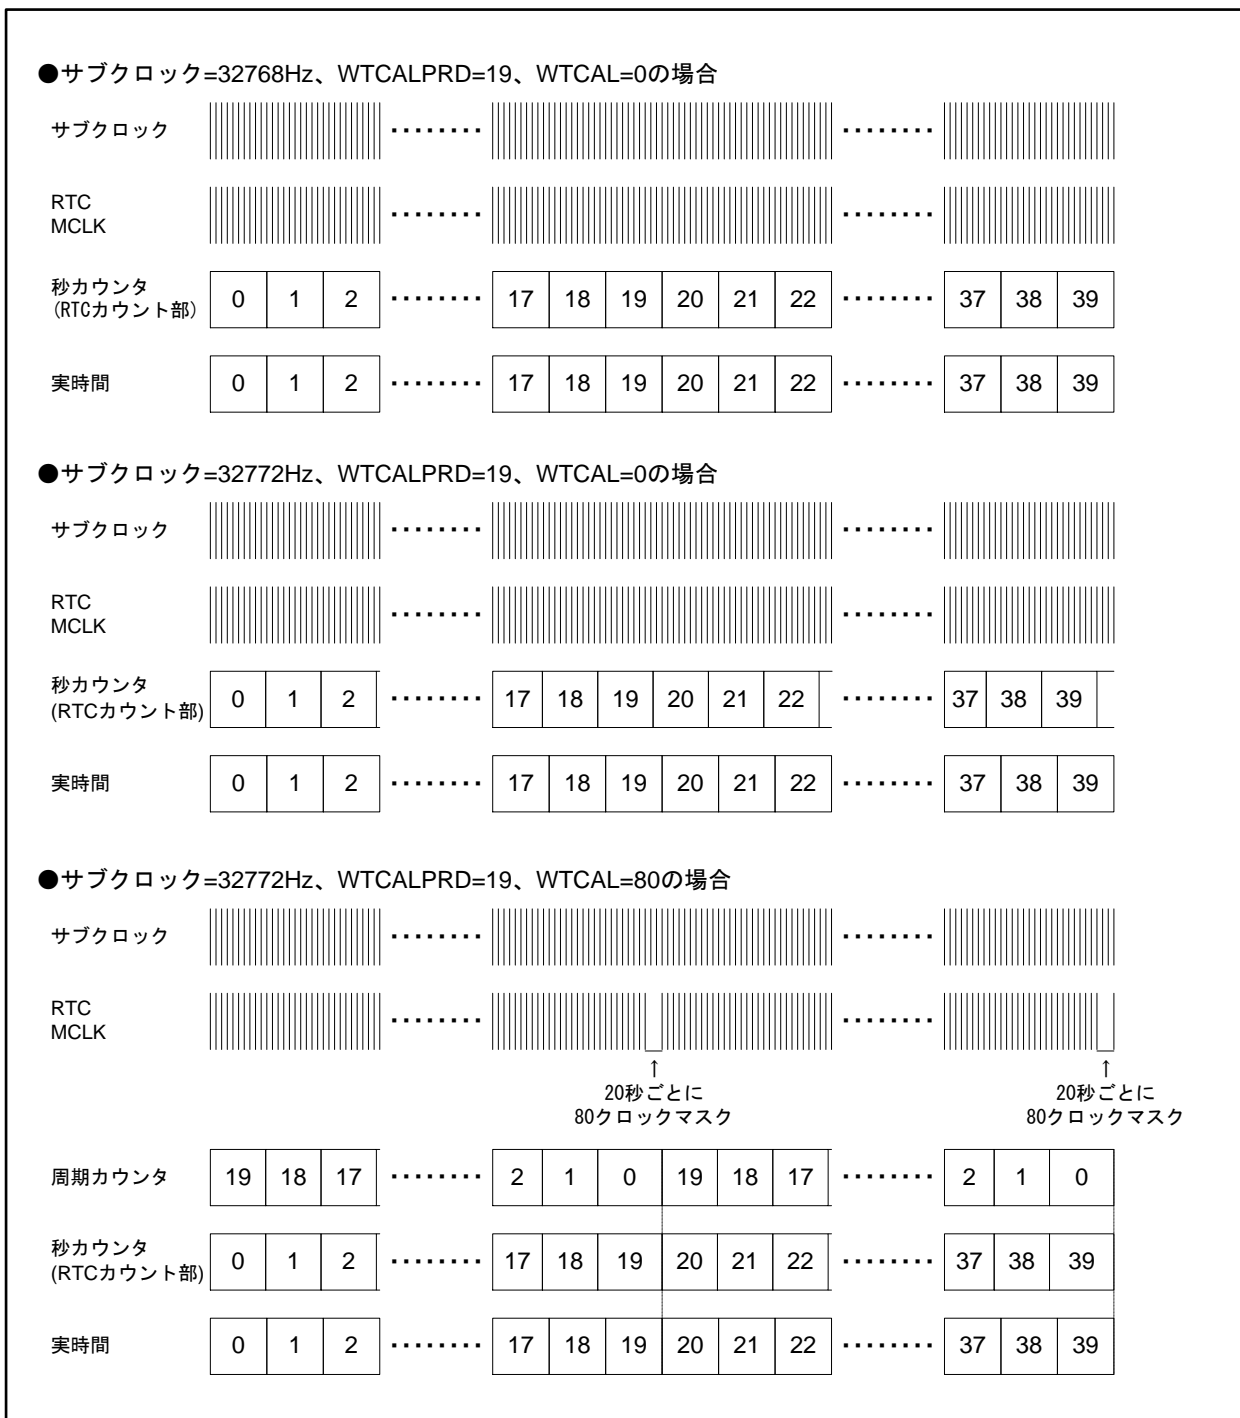 ●サブクロック=32768Hz、WTCALPRD=19、WTCAL=0の場合
サブクロック ········ ········
RTC
MCLK ········ ········
秒カウンタ
(RTCカウント部) 0 1 2 ········ 17 18 19 20 21 22 ········ 37 38 39
実時間 0 1 2 ········ 17 18 19 20 21 22 ········ 37 38 39
●サブクロック=32772Hz、WTCALPRD=19、WTCAL=0の場合
サブクロック ········ ········
RTC
MCLK ········ ········
秒カウンタ
(RTCカウント部) 0 1 2 ········ 17 18 19 20 21 22 ········ 37 38 39
実時間 0 1 2 ········ 17 18 19 20 21 22 ········ 37 38 39
●サブクロック=32772Hz、WTCALPRD=19、WTCAL=80の場合
サブクロック ········ ········
RTC
MCLK ········ ········
↑ ↑
20秒ごとに 20秒ごとに
80クロックマスク 80クロックマスク
周期カウンタ 19 18 17 ········ 2 1 0 19 18 17 ········ 2 1 0
秒カウンタ
(RTCカウント部) 0 1 2 ········ 17 18 19 20 21 22 ········ 37 38 39
実時間 0 1 2 ········ 17 18 19 20 21 22 ········ 37 38 39